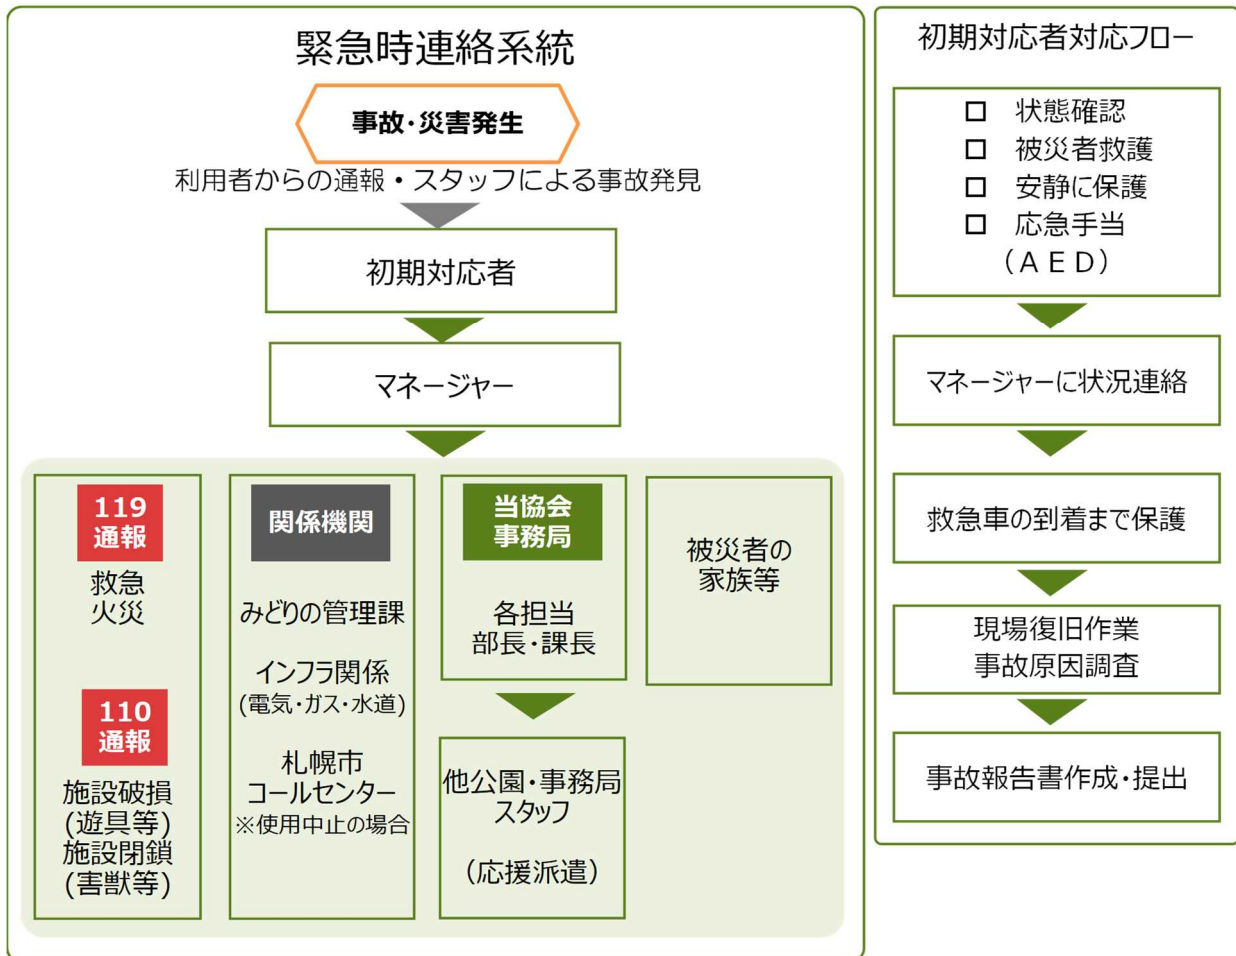 緊急時連絡系統
事故・災害発生
利用者からの通報・スタッフによる事故発見
初期対応者
マネージャー
119
通報
救急
火災
110
通報
施設破損
(遊具等)
施設閉鎖
(害獣等)
関係機関
みどりの管理課
インフラ関係
(電気・ガス・水道)
札幌市
コールセンター
※使用中止の場合
当協会
事務局
各担当
部長・課長
他公園・事務局
スタッフ
（応援派遣）
被災者の
家族等
初期対応者対応フロー
□ 状態確認
□ 被災者救護
□ 安静に保護
□ 応急手当
（ＡＥＤ）
マネージャーに状況連絡
救急車の到着まで保護
現場復旧作業
事故原因調査
事故報告書作成・提出